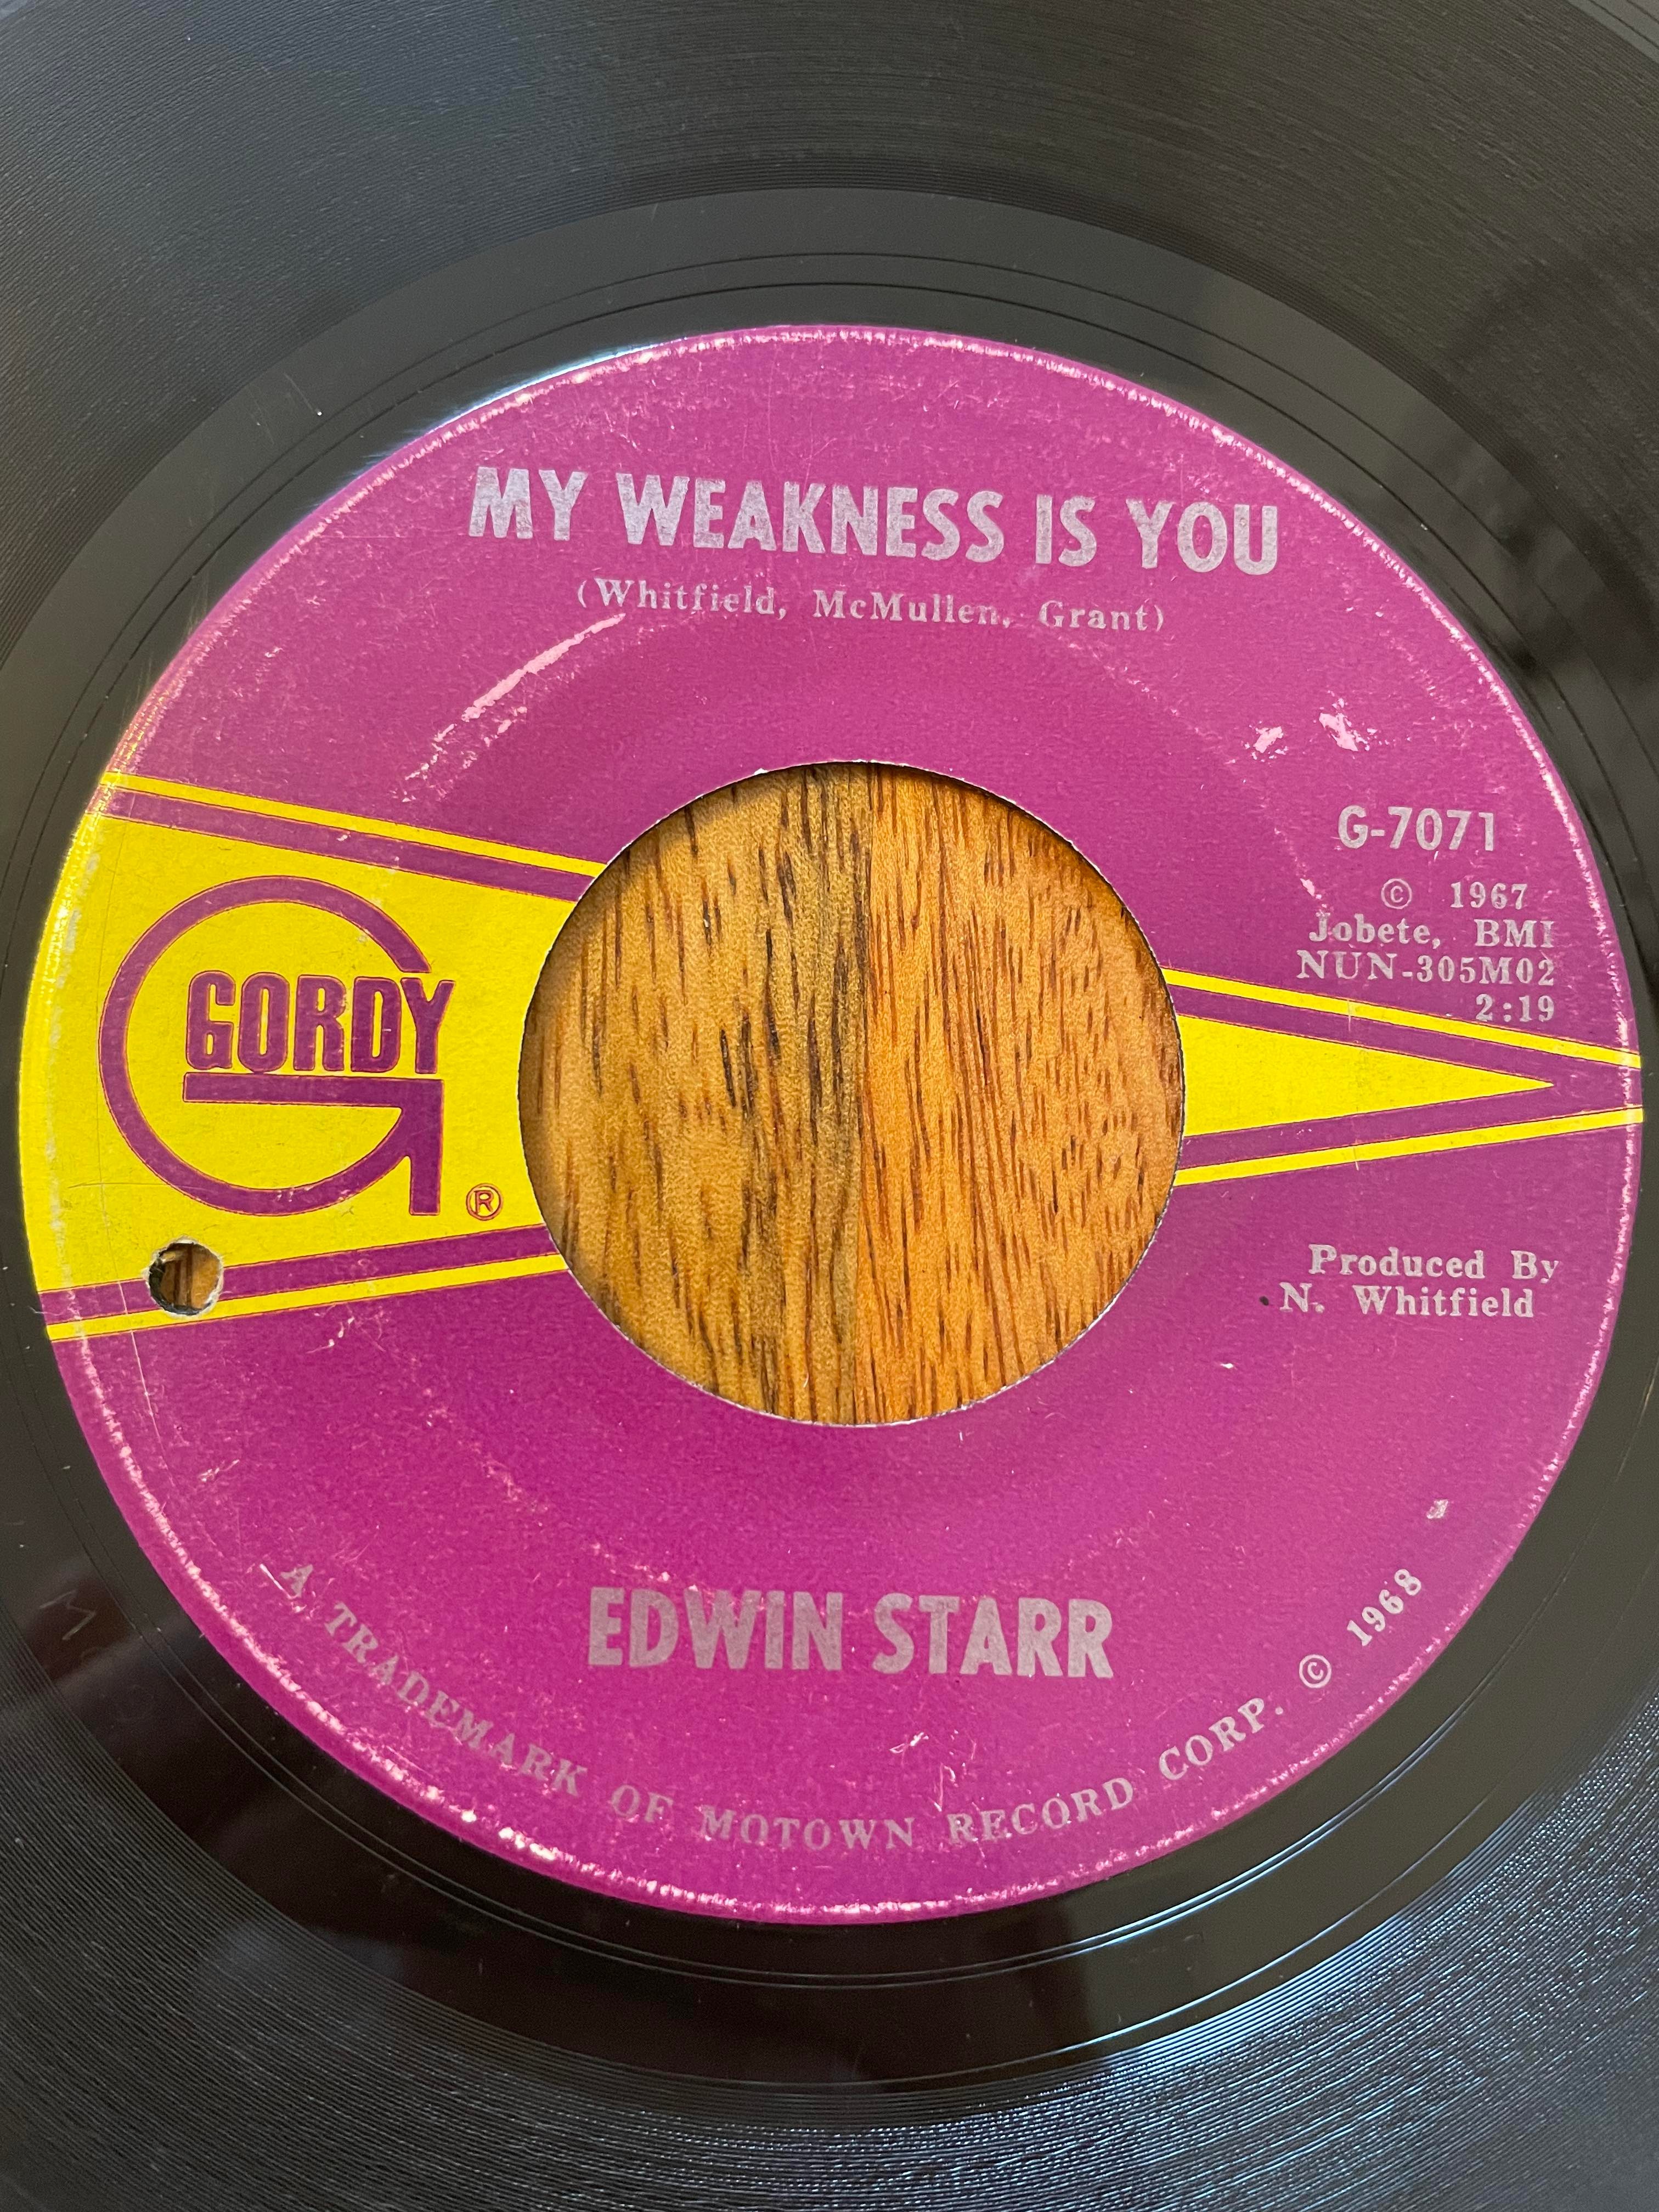 MY WEAKNESS IS YOU
(Whitfield, McMullen, Grant)
G-7071
© 1967
Jobete, BMI
NUN-305M02
2:19
GORDY
®
Produced By
N. Whitfield
EDWIN STARR
A TRADEMARK OF MOTOWN RECORD CORP. © 1968